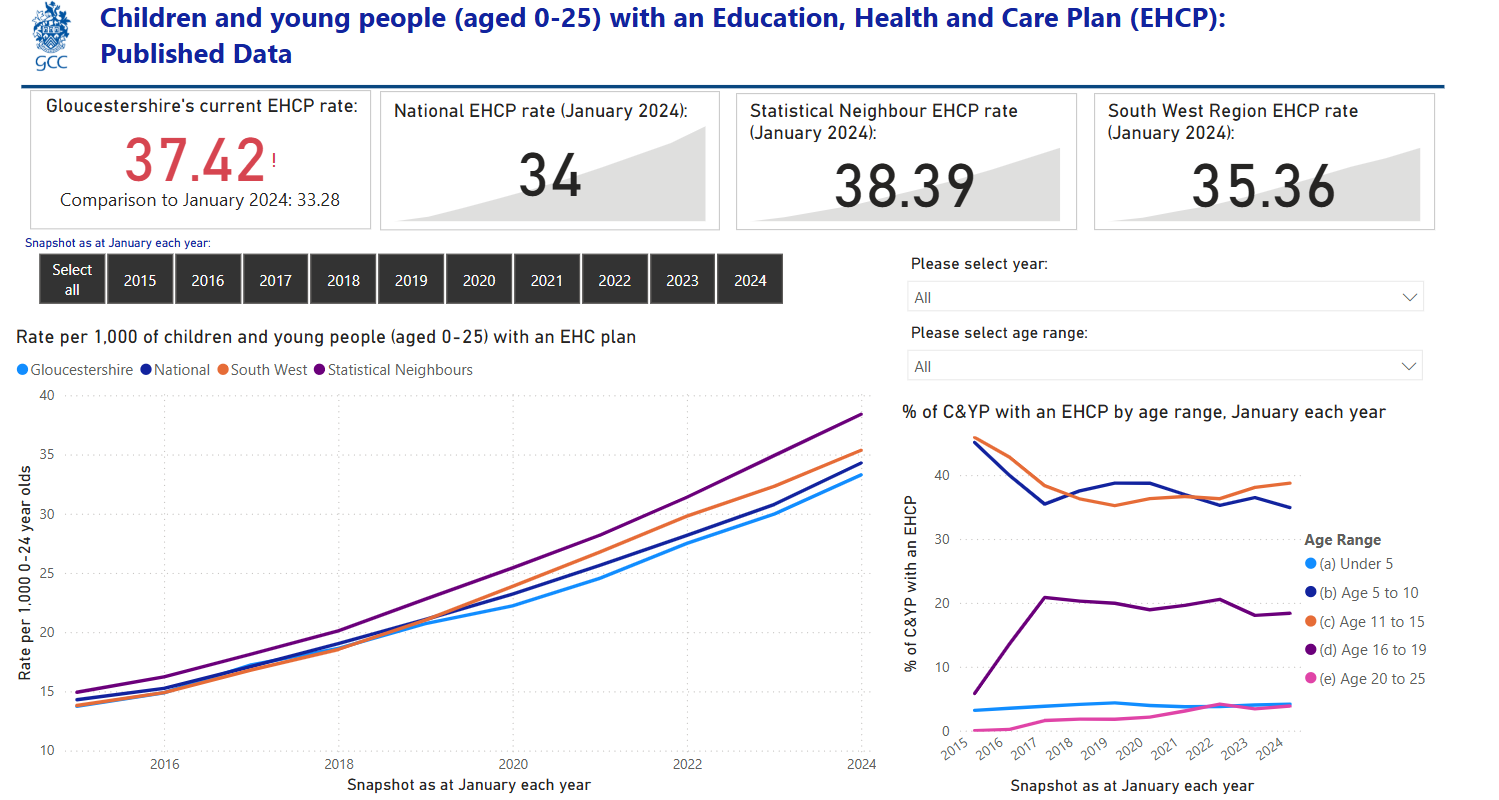 Children and young people (aged 0-25) with an Education, Health and Care Plan (EHCP):
Published Data
GCC
Gloucestershire's current EHCP rate:
37.42!
Comparison to January 2024: 33.28
National EHCP rate (January 2024):
34
Statistical Neighbour EHCP rate
(January 2024):
38.39
South West Region EHCP rate
(January 2024):
35.36
Snapshot as at January each year:
Select
all
2015
2016
2017
2018
2019
2020
2021
2022
2023
2024
Please select year:
All
Please select age range:
All
Rate per 1,000 of children and young people (aged 0-25) with an EHC plan
Gloucestershire
National
South West
Statistical Neighbours
Rate per 1,000 0-24 year olds
40
35
30
25
20
15
10
2016
2018
2020
2022
2024
Snapshot as at January each year
% of C&YP with an EHCP by age range, January each year
% of C&YP with an EHCP
40
30
20
10
0
2015
2016
2017
2018
2019
2020
2021
2022
2023
2024
Snapshot as at January each year
Age Range
(a) Under 5
(b) Age 5 to 10
(c) Age 11 to 15
(d) Age 16 to 19
(e) Age 20 to 25